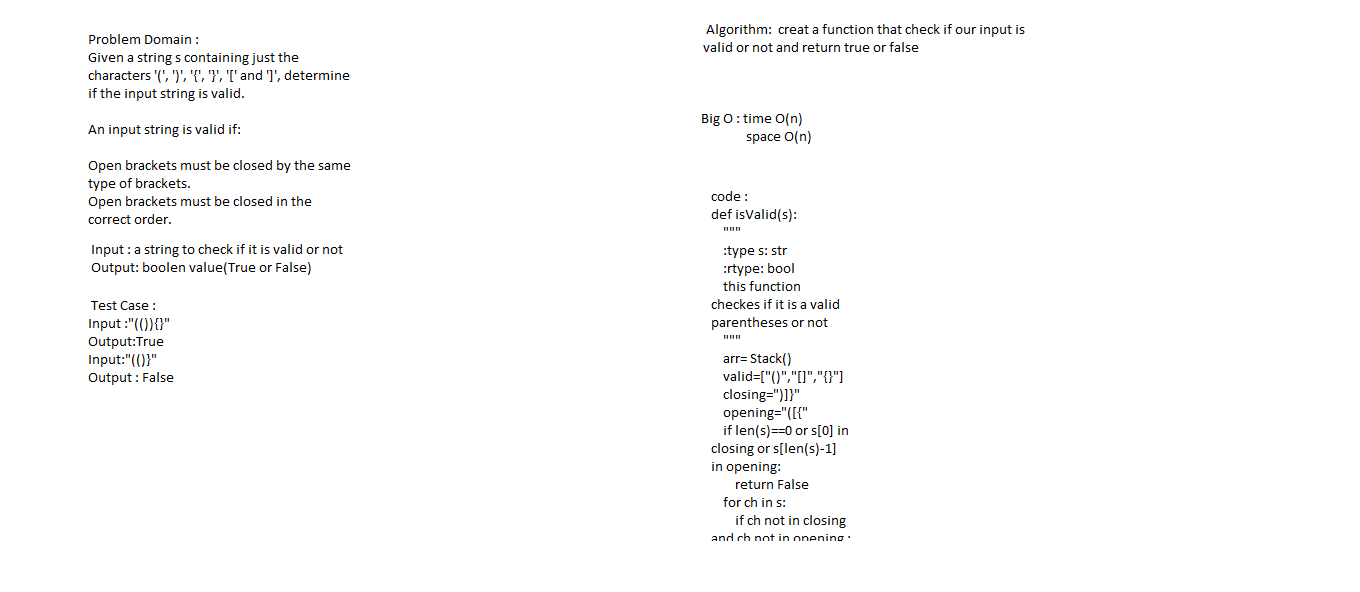 Problem Domain :
Given a string s containing just the
characters '(', ')', '{', '}', '[' and ']', determine
if the input string is valid.
An input string is valid if:
Open brackets must be closed by the same
type of brackets.
Open brackets must be closed in the
correct order.
Input : a string to check if it is valid or not
Output: boolen value(True or False)
Test Case :
Input :"(()){}"
Output:True
Input:"(()}"
Output : False
Algorithm: creat a function that check if our input is
valid or not and return true or false
Big O : time O(n)
space O(n)
code :
def isValid(s):
"""
:type s: str
:rtype: bool
this function
checkes if it is a valid
parentheses or not
"""
arr= Stack()
valid=["()","[]","{}"]
closing=")]}"
opening="([{"
if len(s)==0 or s[0] in
closing or s[len(s)-1]
in opening:
return False
for ch in s:
if ch not in closing
and ch not in opening :